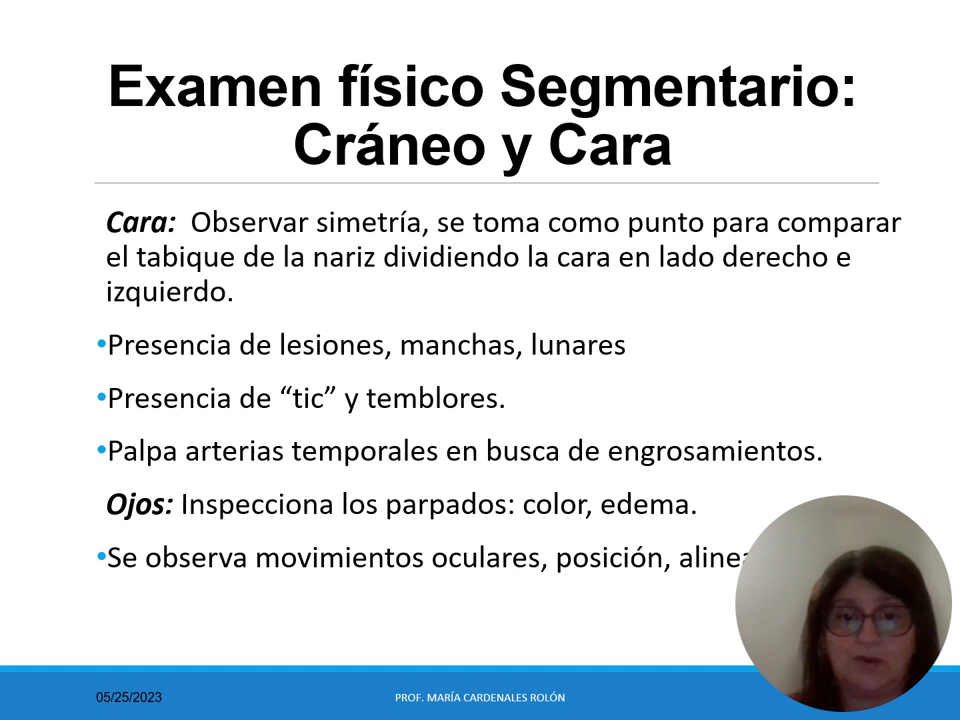 Examen físico Segmentario:
Cráneo y Cara
Cara: Observar simetría, se toma como punto para comparar
el tabique de la nariz dividiendo la cara en lado derecho e
izquierdo.
•Presencia de lesiones, manchas, lunares
•Presencia de “tic” y temblores.
•Palpa arterias temporales en busca de engrosamientos.
Ojos: Inspecciona los parpados: color, edema.
•Se observa movimientos oculares, posición,
05/25/2023
PROF. MARÍA CARDENALES ROLÓN